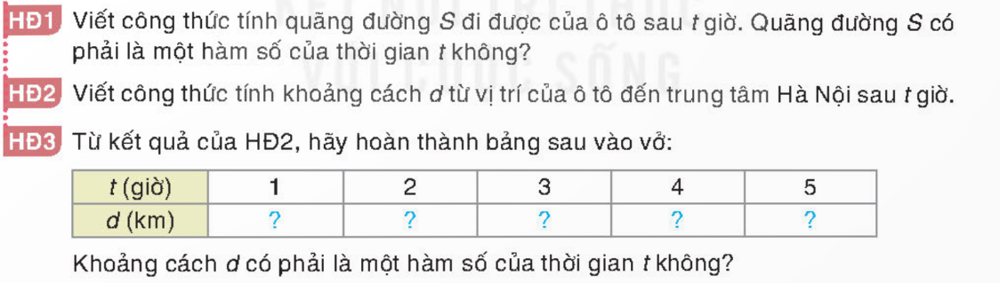 HĐ1 Viết công thức tính quãng đường S đi được của ô tô sau t giờ. Quãng đường S có
phải là một hàm số của thời gian t không?
HĐ2 Viết công thức tính khoảng cách d từ vị trí của ô tô đến trung tâm Hà Nội sau t giờ.
HĐ3 Từ kết quả của HĐ2, hãy hoàn thành bảng sau vào vở:
t (giờ) 1 2 3 4 5
d (km) ? ? ? ? ?
Khoảng cách d có phải là một hàm số của thời gian t không?